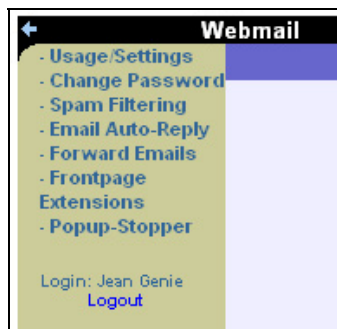 Webmail
- Usage/Settings
- Change Password
- Spam Filtering
- Email Auto-Reply
- Forward Emails
- Frontpage
Extensions
- Popup-Stopper
Login: Jean Genie
Logout